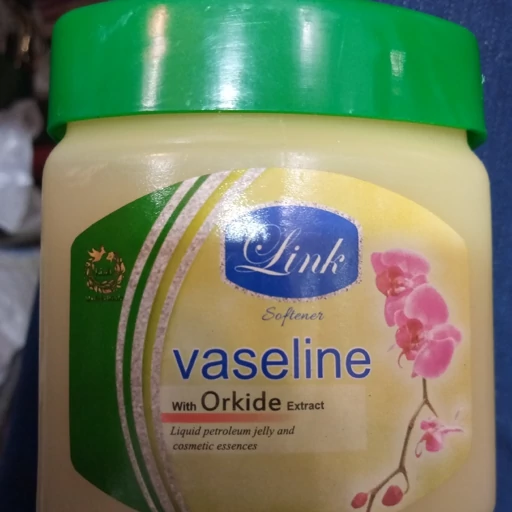 Link
Softener
vaseline
With Orkide Extract
Liquid petroleum jelly and
cosmetic essences